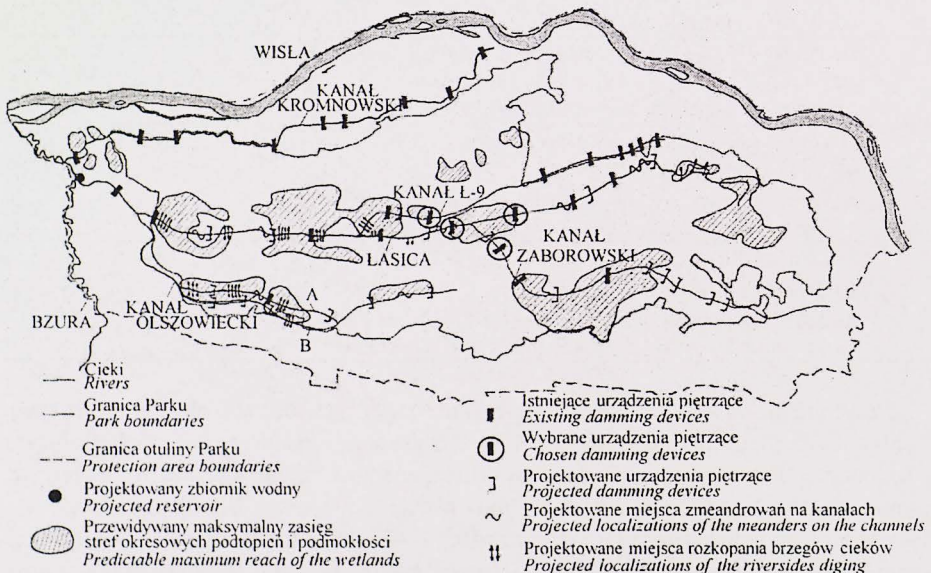 WISŁA
KANAŁ
KROMNOWSKI
KANAŁ Ł-9
KANAŁ
ZABOROWSKI
ŁASICA
A
KANAŁ
OLSZOWIECKI
BZURA
B
Cieki
Rivers
Granica Parku
Park boundaries
Granica otuliny Parku
Protection area boundaries
Projektowany zbiornik wodny
Projected reservoir
Przewidywany maksymalny zasięg
stref okresowych podtopień i podmokłości
Predictable maximum reach of the wetlands
Istniejące urządzenia piętrzące
Existing damming devices
Wybrane urządzenia piętrzące
Chosen damming devices
Projektowane urządzenia piętrzące
Projected damming devices
Projektowane miejsca zmeandrowań na kanałach
Projected localizations of the meanders on the channels
Projektowane miejsca rozkopania brzegów cieków
Projected localizations of the riversides diging